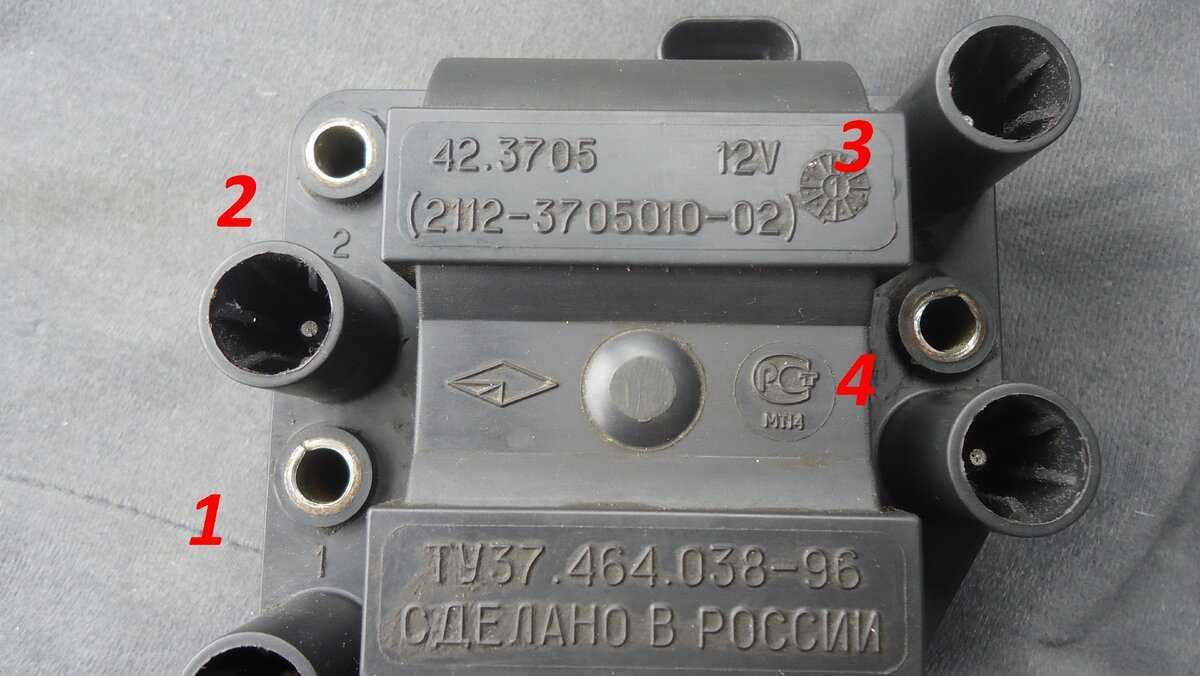 42.3705 12V 3
(2112-3705010-02)
2
2
РСТ
МП4
4
1
1
ТУ37.464.038-96
СДЕЛАНО В РОССИИ